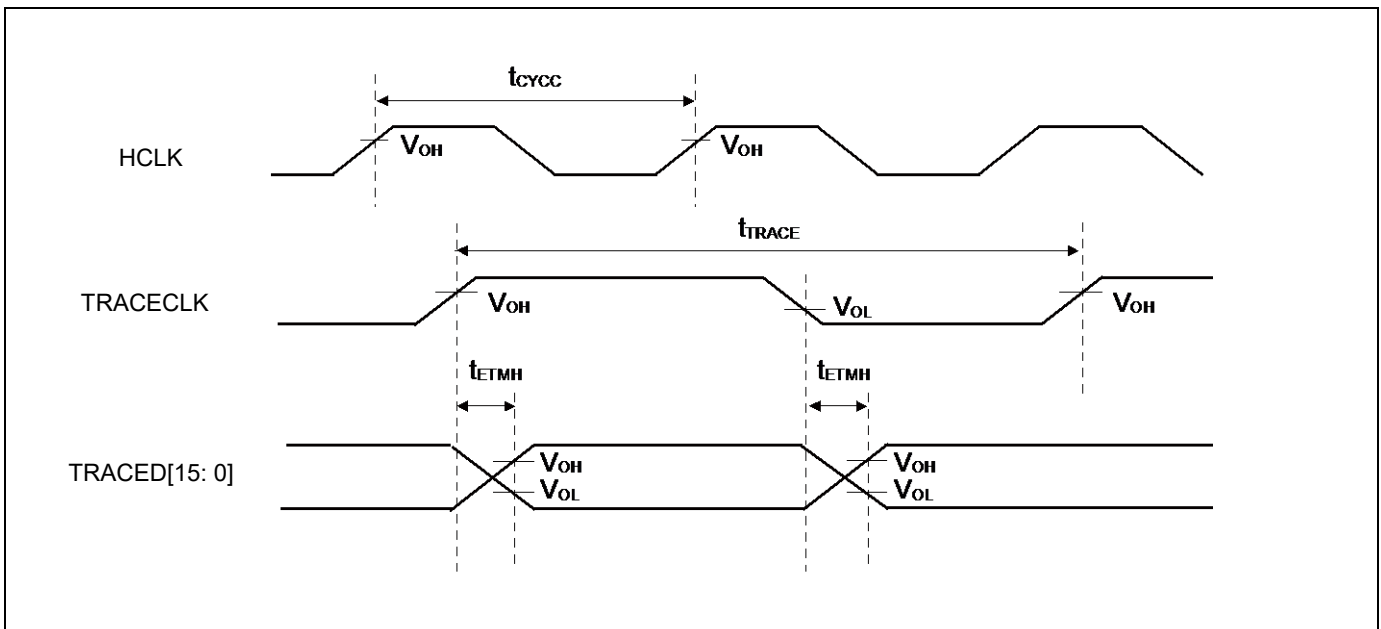 tCYCC
HCLK
VOH VOH
tTRACE
TRACECLK
VOH VOL VOH
tETMH tETMH
TRACED[15: 0]
VOH VOH
VOL VOL